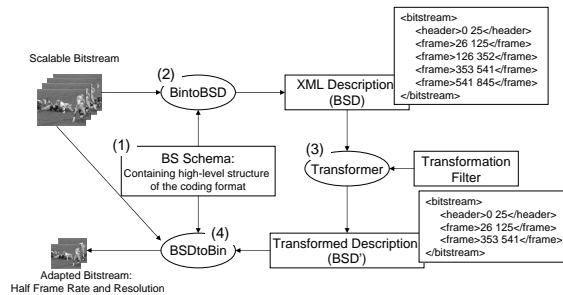 <bitstream>
<header>0 25</header>
<frame>26 125</frame>
<frame>126 352</frame>
<frame>353 541</frame>
<frame>541 845</frame>
</bitstream>
Scalable Bitstream
(2)
BintoBSD
XML Description
(BSD)
(1)
BS Schema:
Containing high-level structure
of the coding format
(3)
Transformer
Transformation
Filter
<bitstream>
<header>0 25</header>
<frame>26 125</frame>
<frame>353 541</frame>
</bitstream>
(4)
BSDtoBin
Transformed Description
(BSD')
Adapted Bitstream:
Half Frame Rate and Resolution